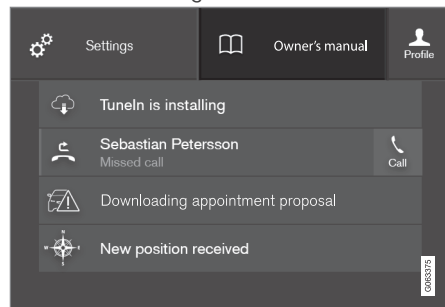 Settings
Owner's manual
Profile
TuneIn is installing
Sebastian Petersson
Missed call
Call
Downloading appointment proposal
N
W
E
S
New position received
G063375